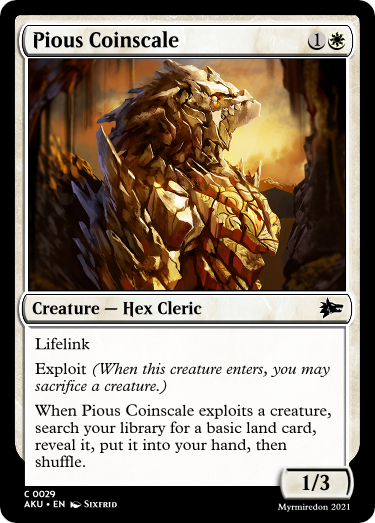 Pious Coinscale 1
Creature — Hex Cleric
Lifelink
Exploit (When this creature enters, you may
sacrifice a creature.)
When Pious Coinscale exploits a creature,
search your library for a basic land card,
reveal it, put it into your hand, then
shuffle.
1/3
C 0029
AKU • EN Sixfrid
Myrmiredon 2021